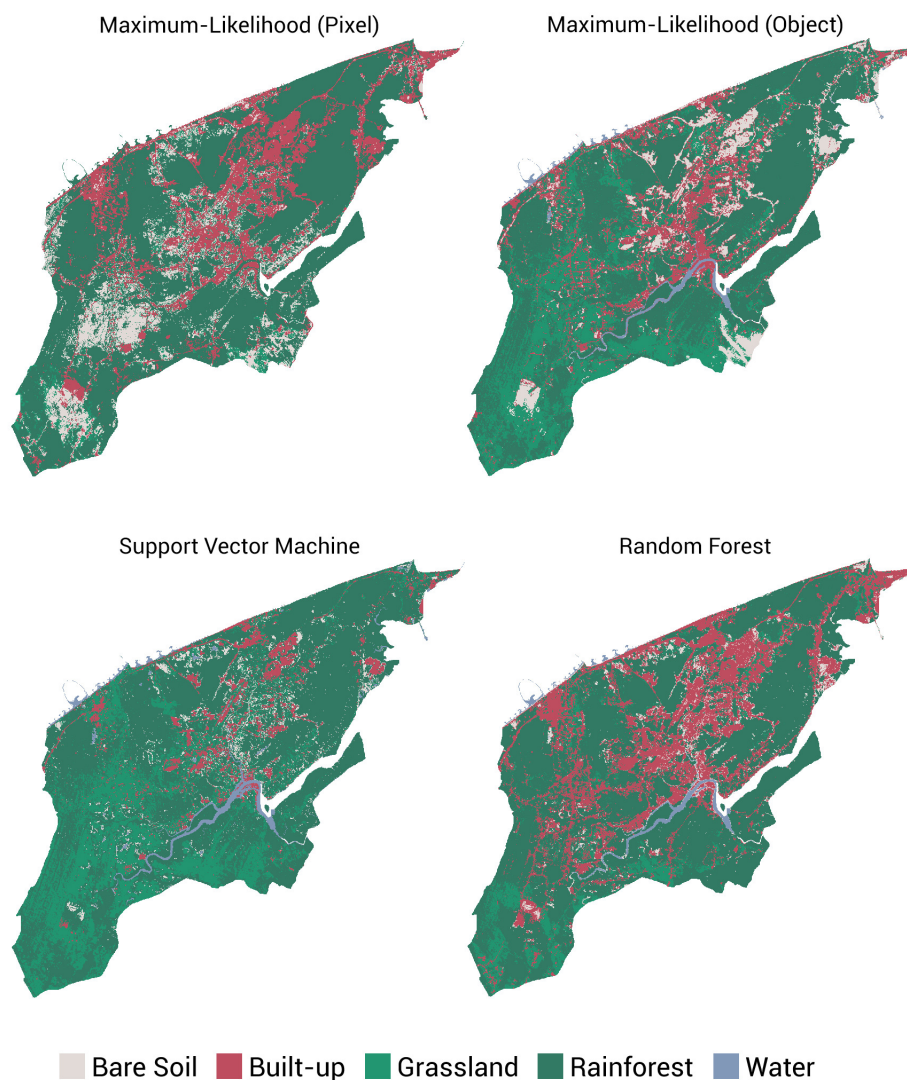 Maximum-Likelihood (Pixel)
Maximum-Likelihood (Object)
Support Vector Machine
Random Forest
Bare Soil Built-up Grassland Rainforest Water